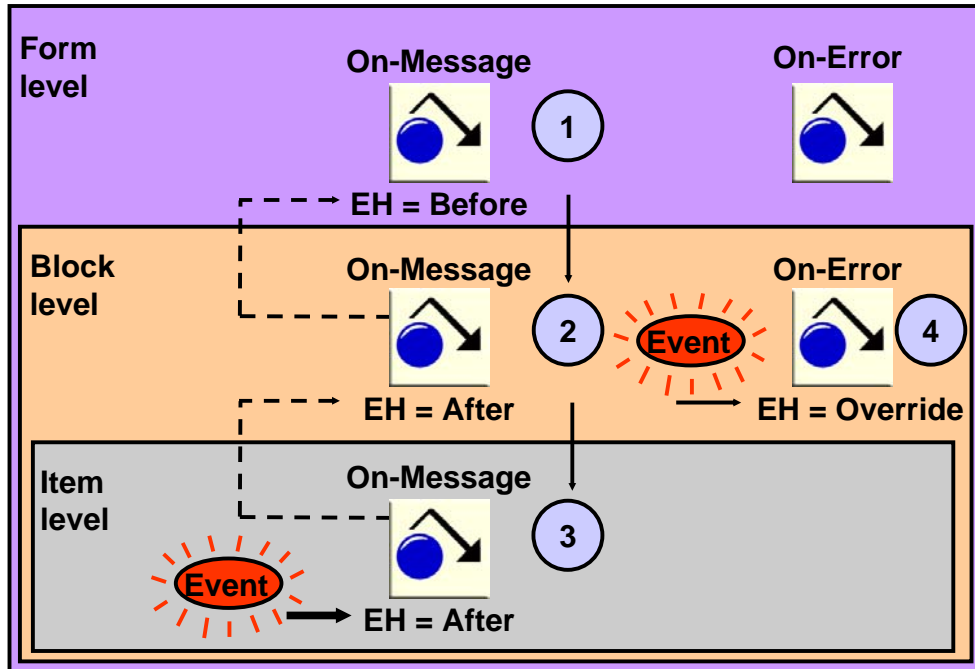 Form
level
On-Message
On-Error
1
EH = Before
Block
level
On-Message
On-Error
2
Event
4
EH = After
EH = Override
Item
level
On-Message
3
Event
EH = After